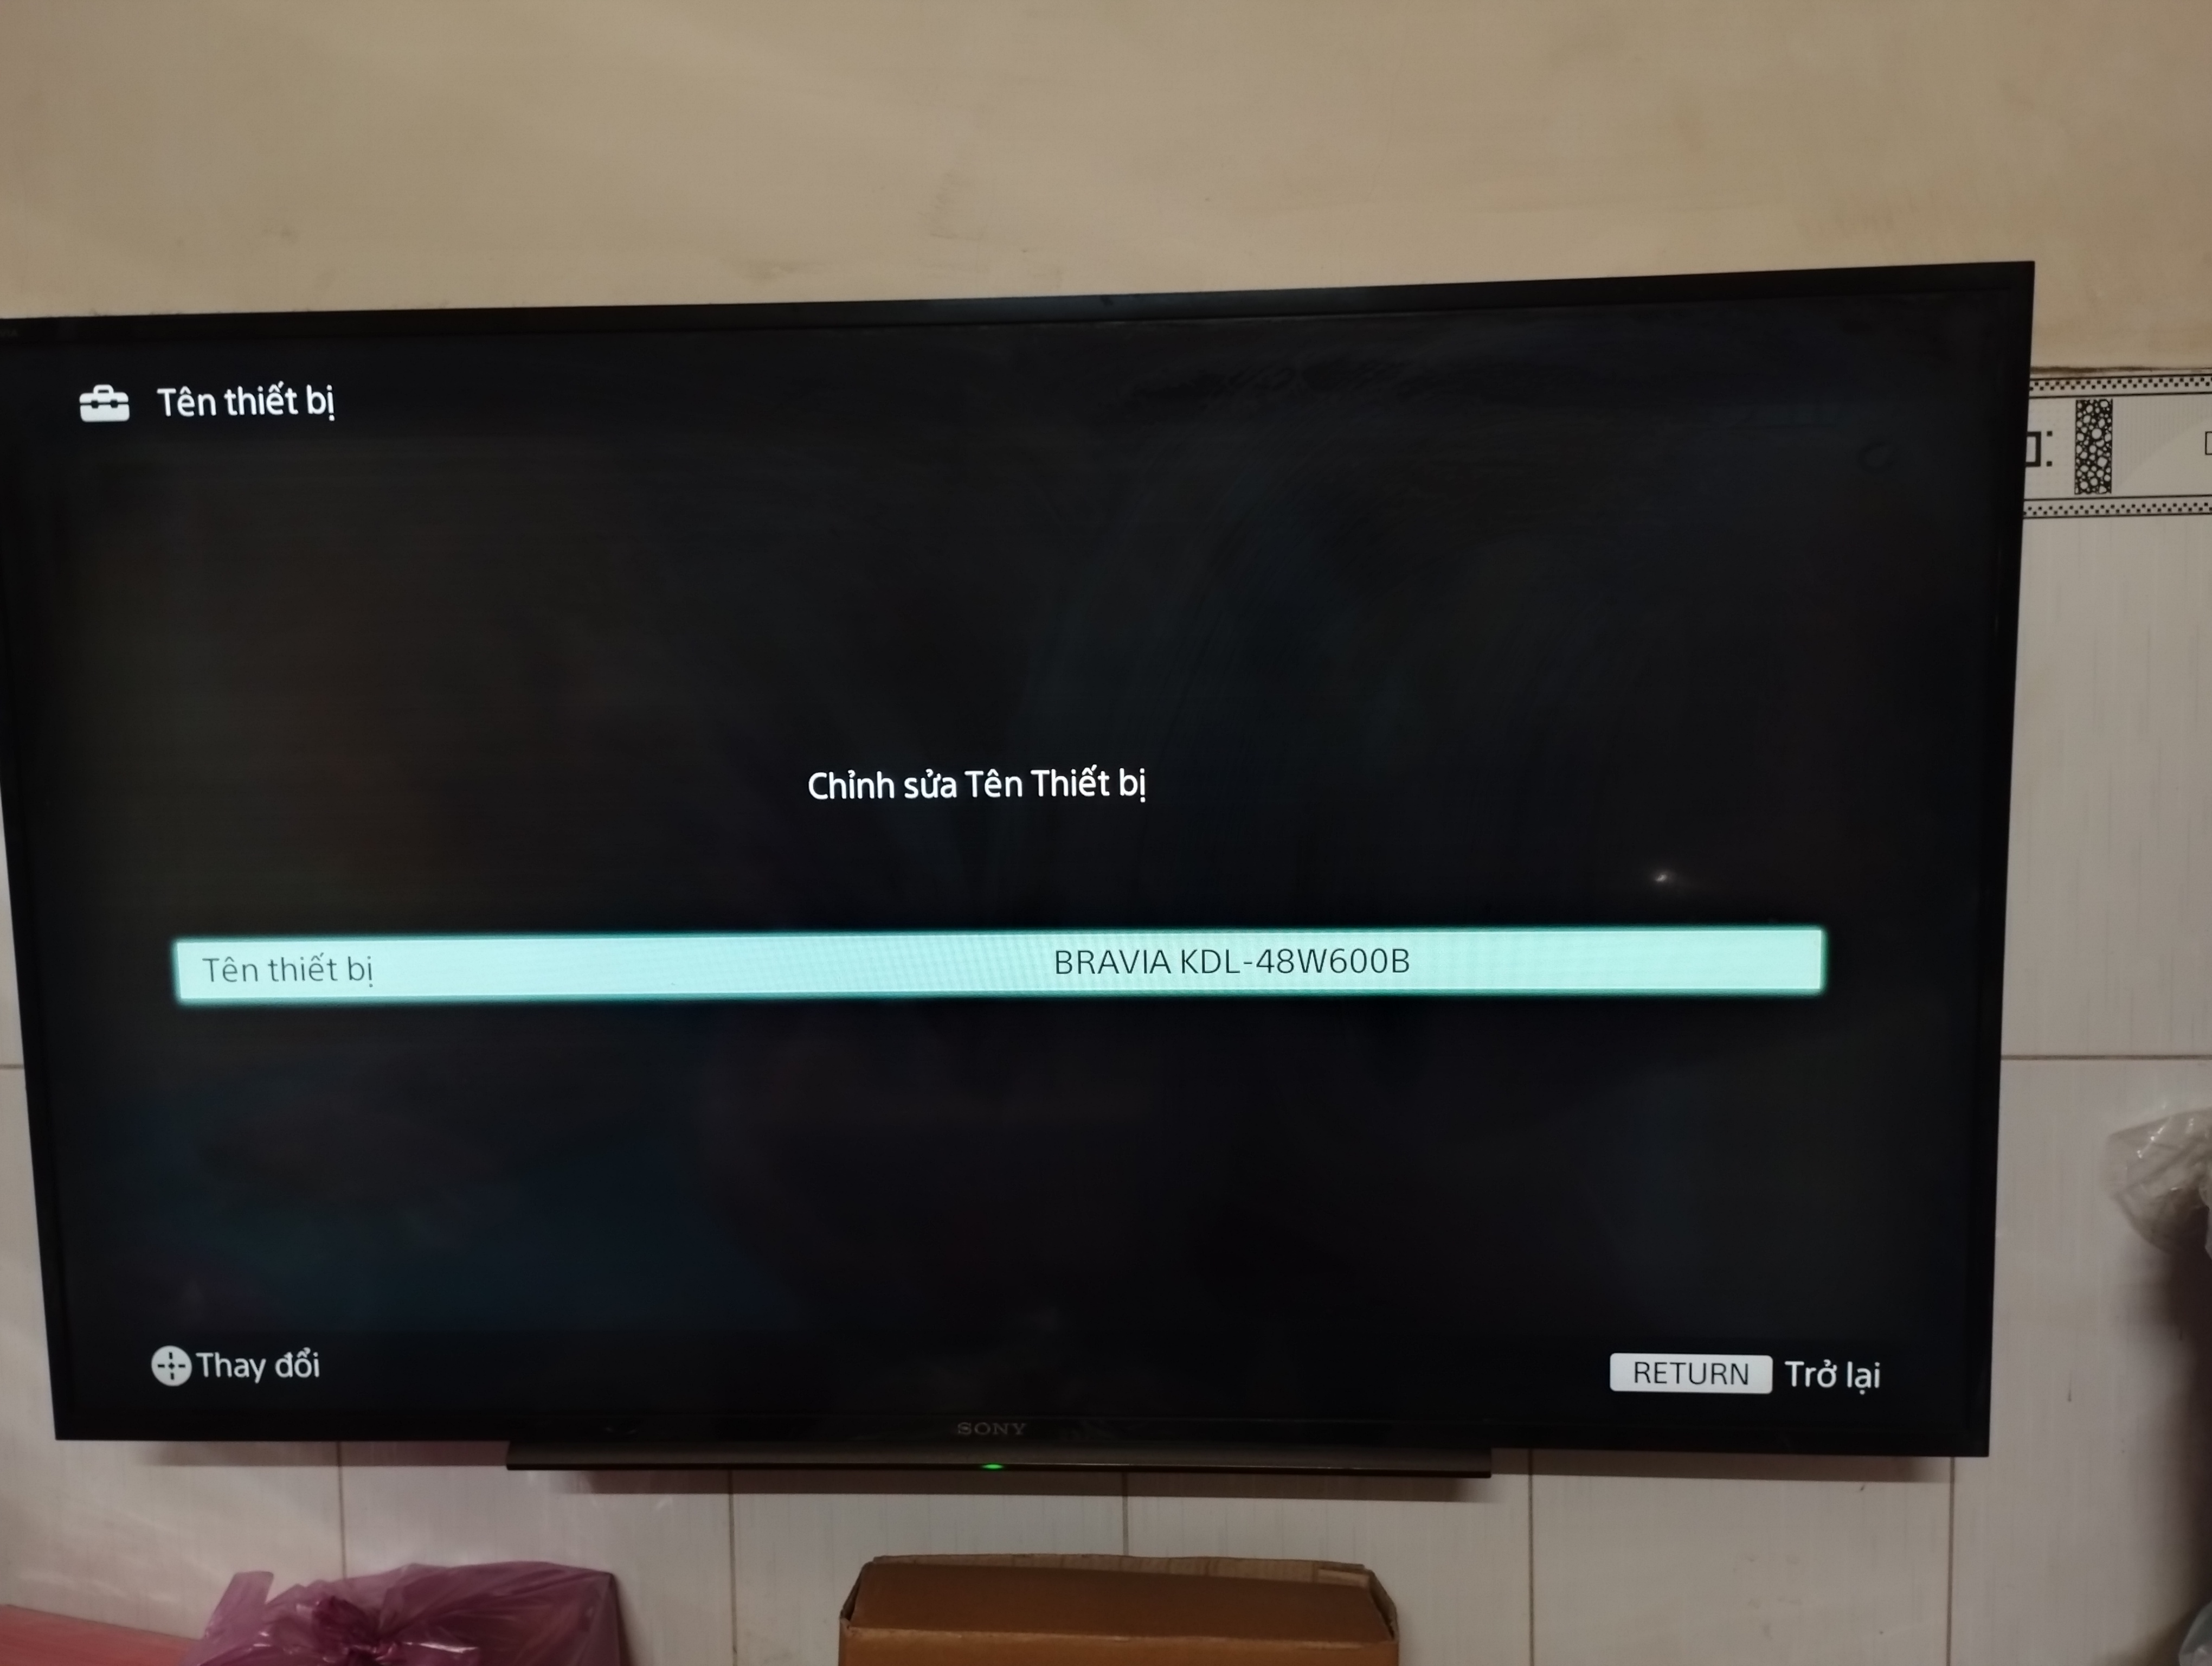 Tên thiết bị
Chỉnh sửa Tên Thiết bị
Tên thiết bị BRAVIA KDL-48W600B
Thay đổi
RETURN Trở lại
SONY